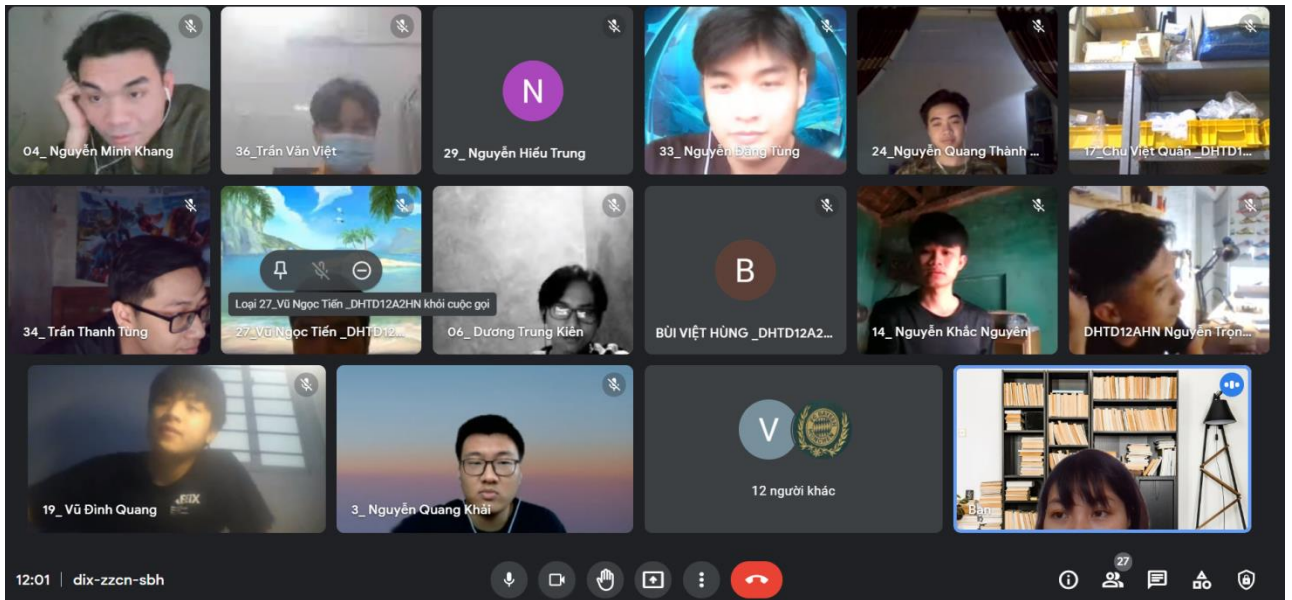 04_ Nguyễn Minh Khang
36_Trần Văn Việt
N
29_ Nguyễn Hiếu Trung
33_ Nguyễn Đăng Tùng
24_Nguyễn Quang Thành ...
17_Chu Việt Quân _DHTD1...
34_ Trần Thanh Tùng
Loại 27_Vũ Ngọc Tiến _DHTD12A2HN khỏi cuộc gọi
27_Vũ Ngọc Tiến _DHTD12...
06_ Dương Trung Kiên
B
BÙI VIỆT HÙNG _DHTD12A2...
14_ Nguyễn Khắc Nguyên
DHTD12AHN Nguyễn Trọn...
19_ Vũ Đình Quang
3_ Nguyễn Quang Khải
V
12 người khác
Bạn
12:01 | dix-zzcn-sbh
27